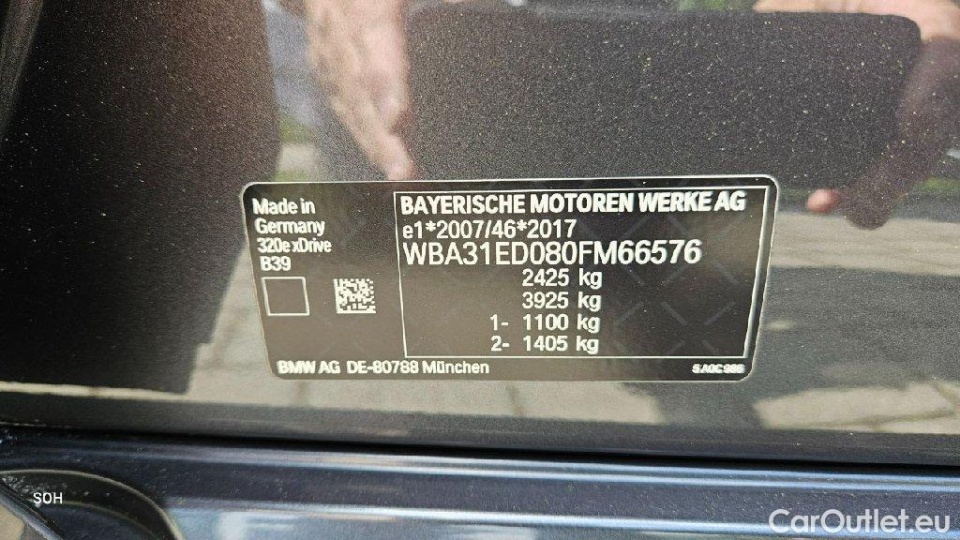 Made in
Germany
320e xDrive
B39
BAYERISCHE MOTOREN WERKE AG
e1*2007/46*2017
WBA31ED080FM66576
2425 kg
3925 kg
1- 1100 kg
2- 1405 kg
BMW AG DE-80788 München
SOH
CarOutlet.eu